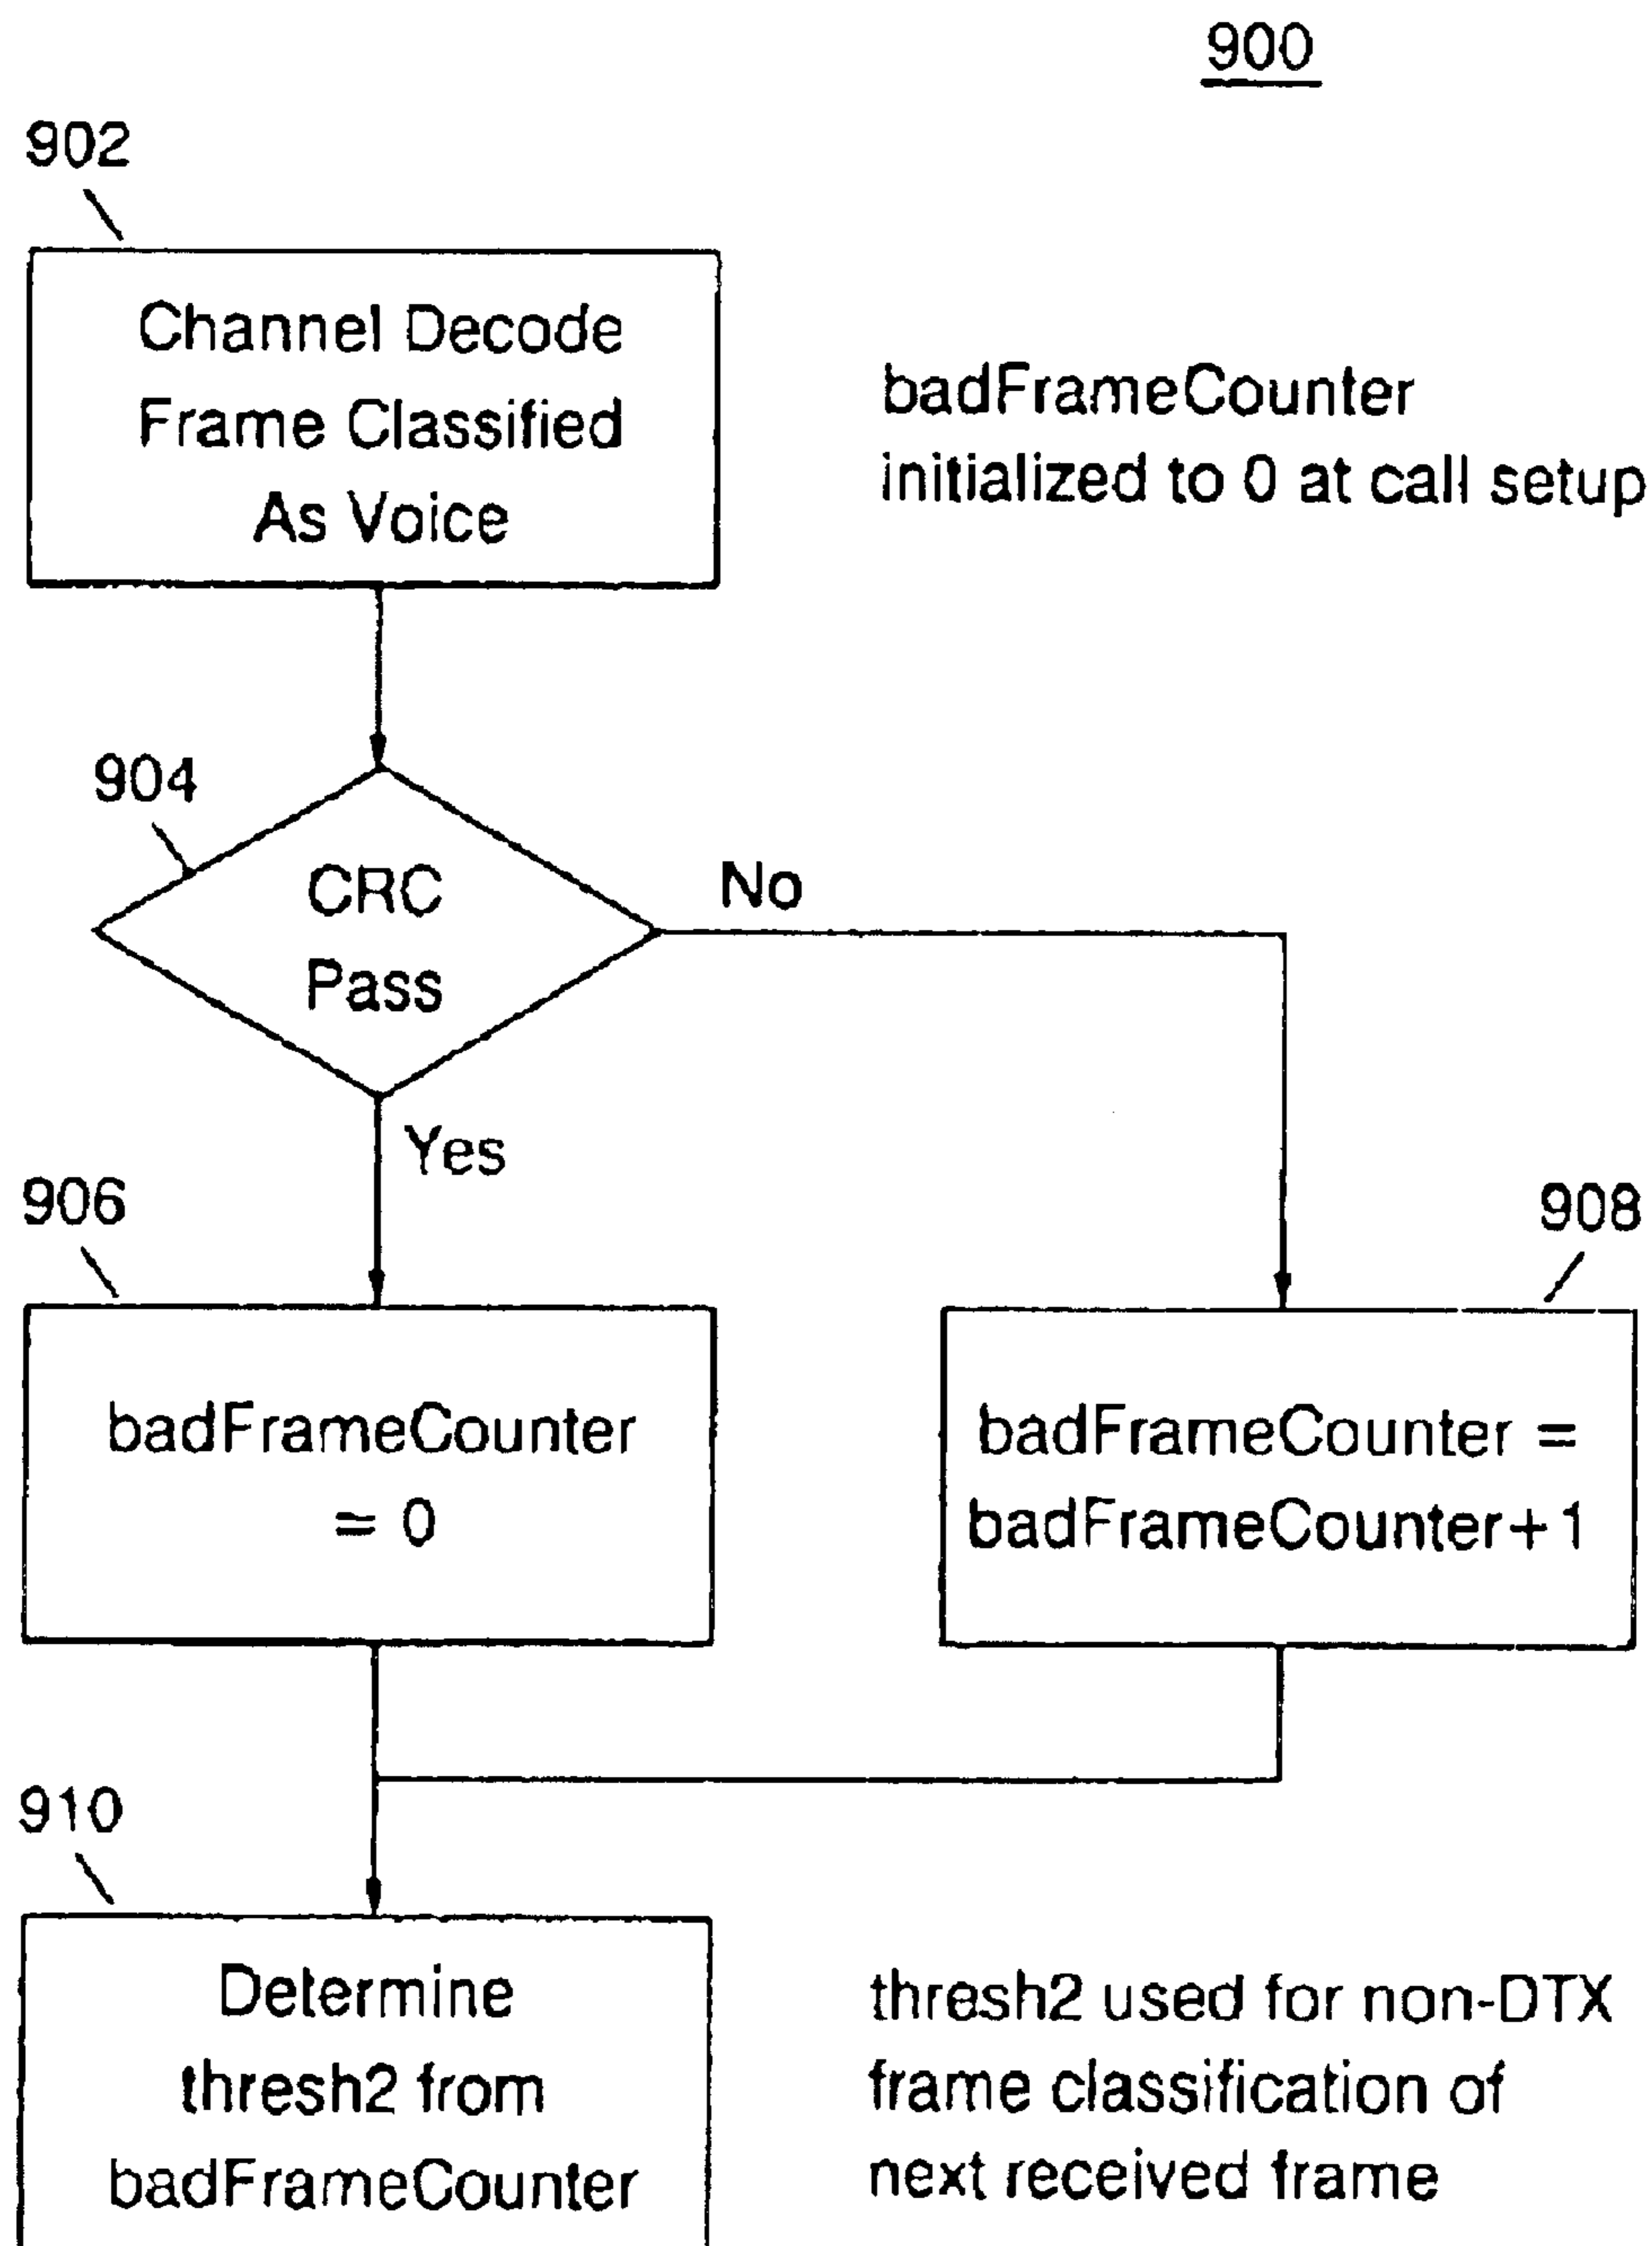 900
902
Channel Decode
Frame Classified
As Voice
badFrameCounter
initialized to 0 at call setup
904
CRC
Pass
No
Yes
906
908
badFrameCounter
= 0
badFrameCounter =
badFrameCounter+1
910
Determine
thresh2 from
badFrameCounter
thresh2 used for non-DTX
frame classification of
next received frame